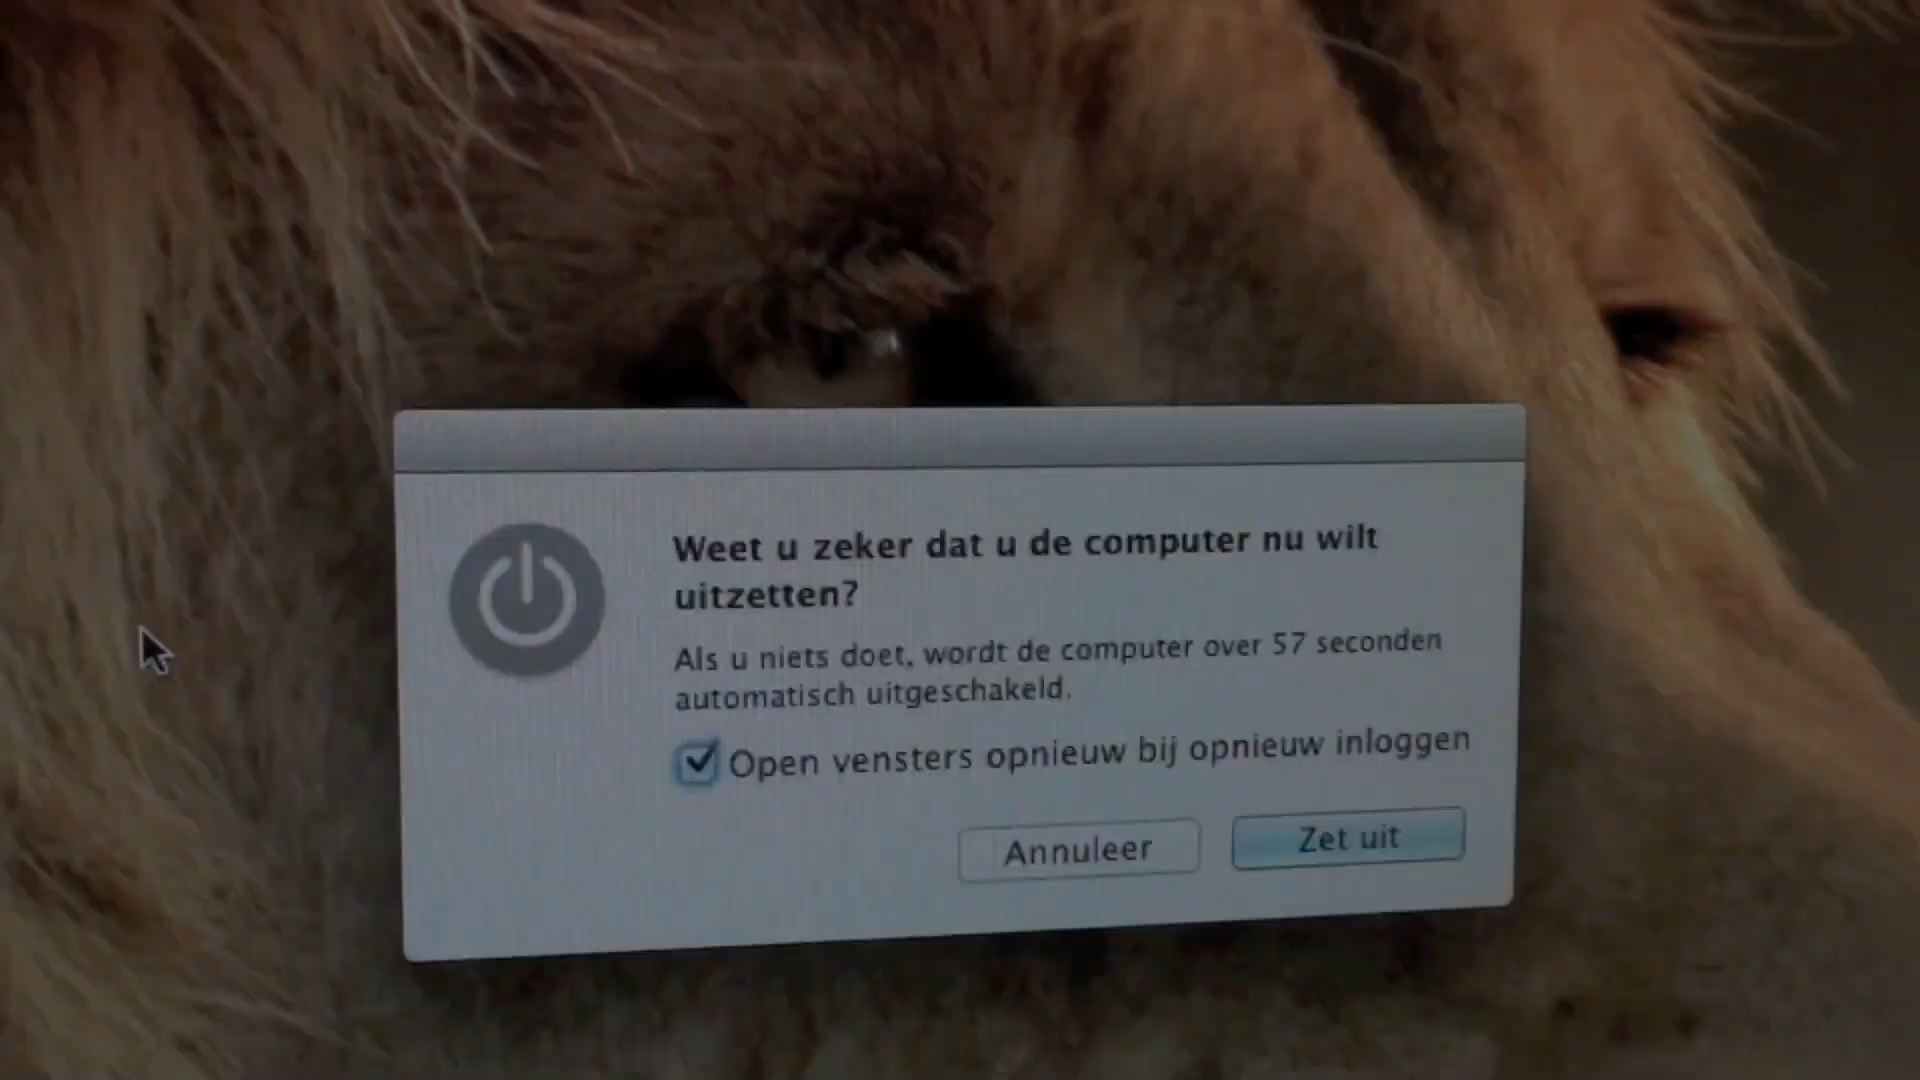 Weet u zeker dat u de computer nu wilt
uitzetten?
Als u niets doet, wordt de computer over 57 seconden
automatisch uitgeschakeld.
Open vensters opnieuw bij opnieuw inloggen
Annuleer
Zet uit